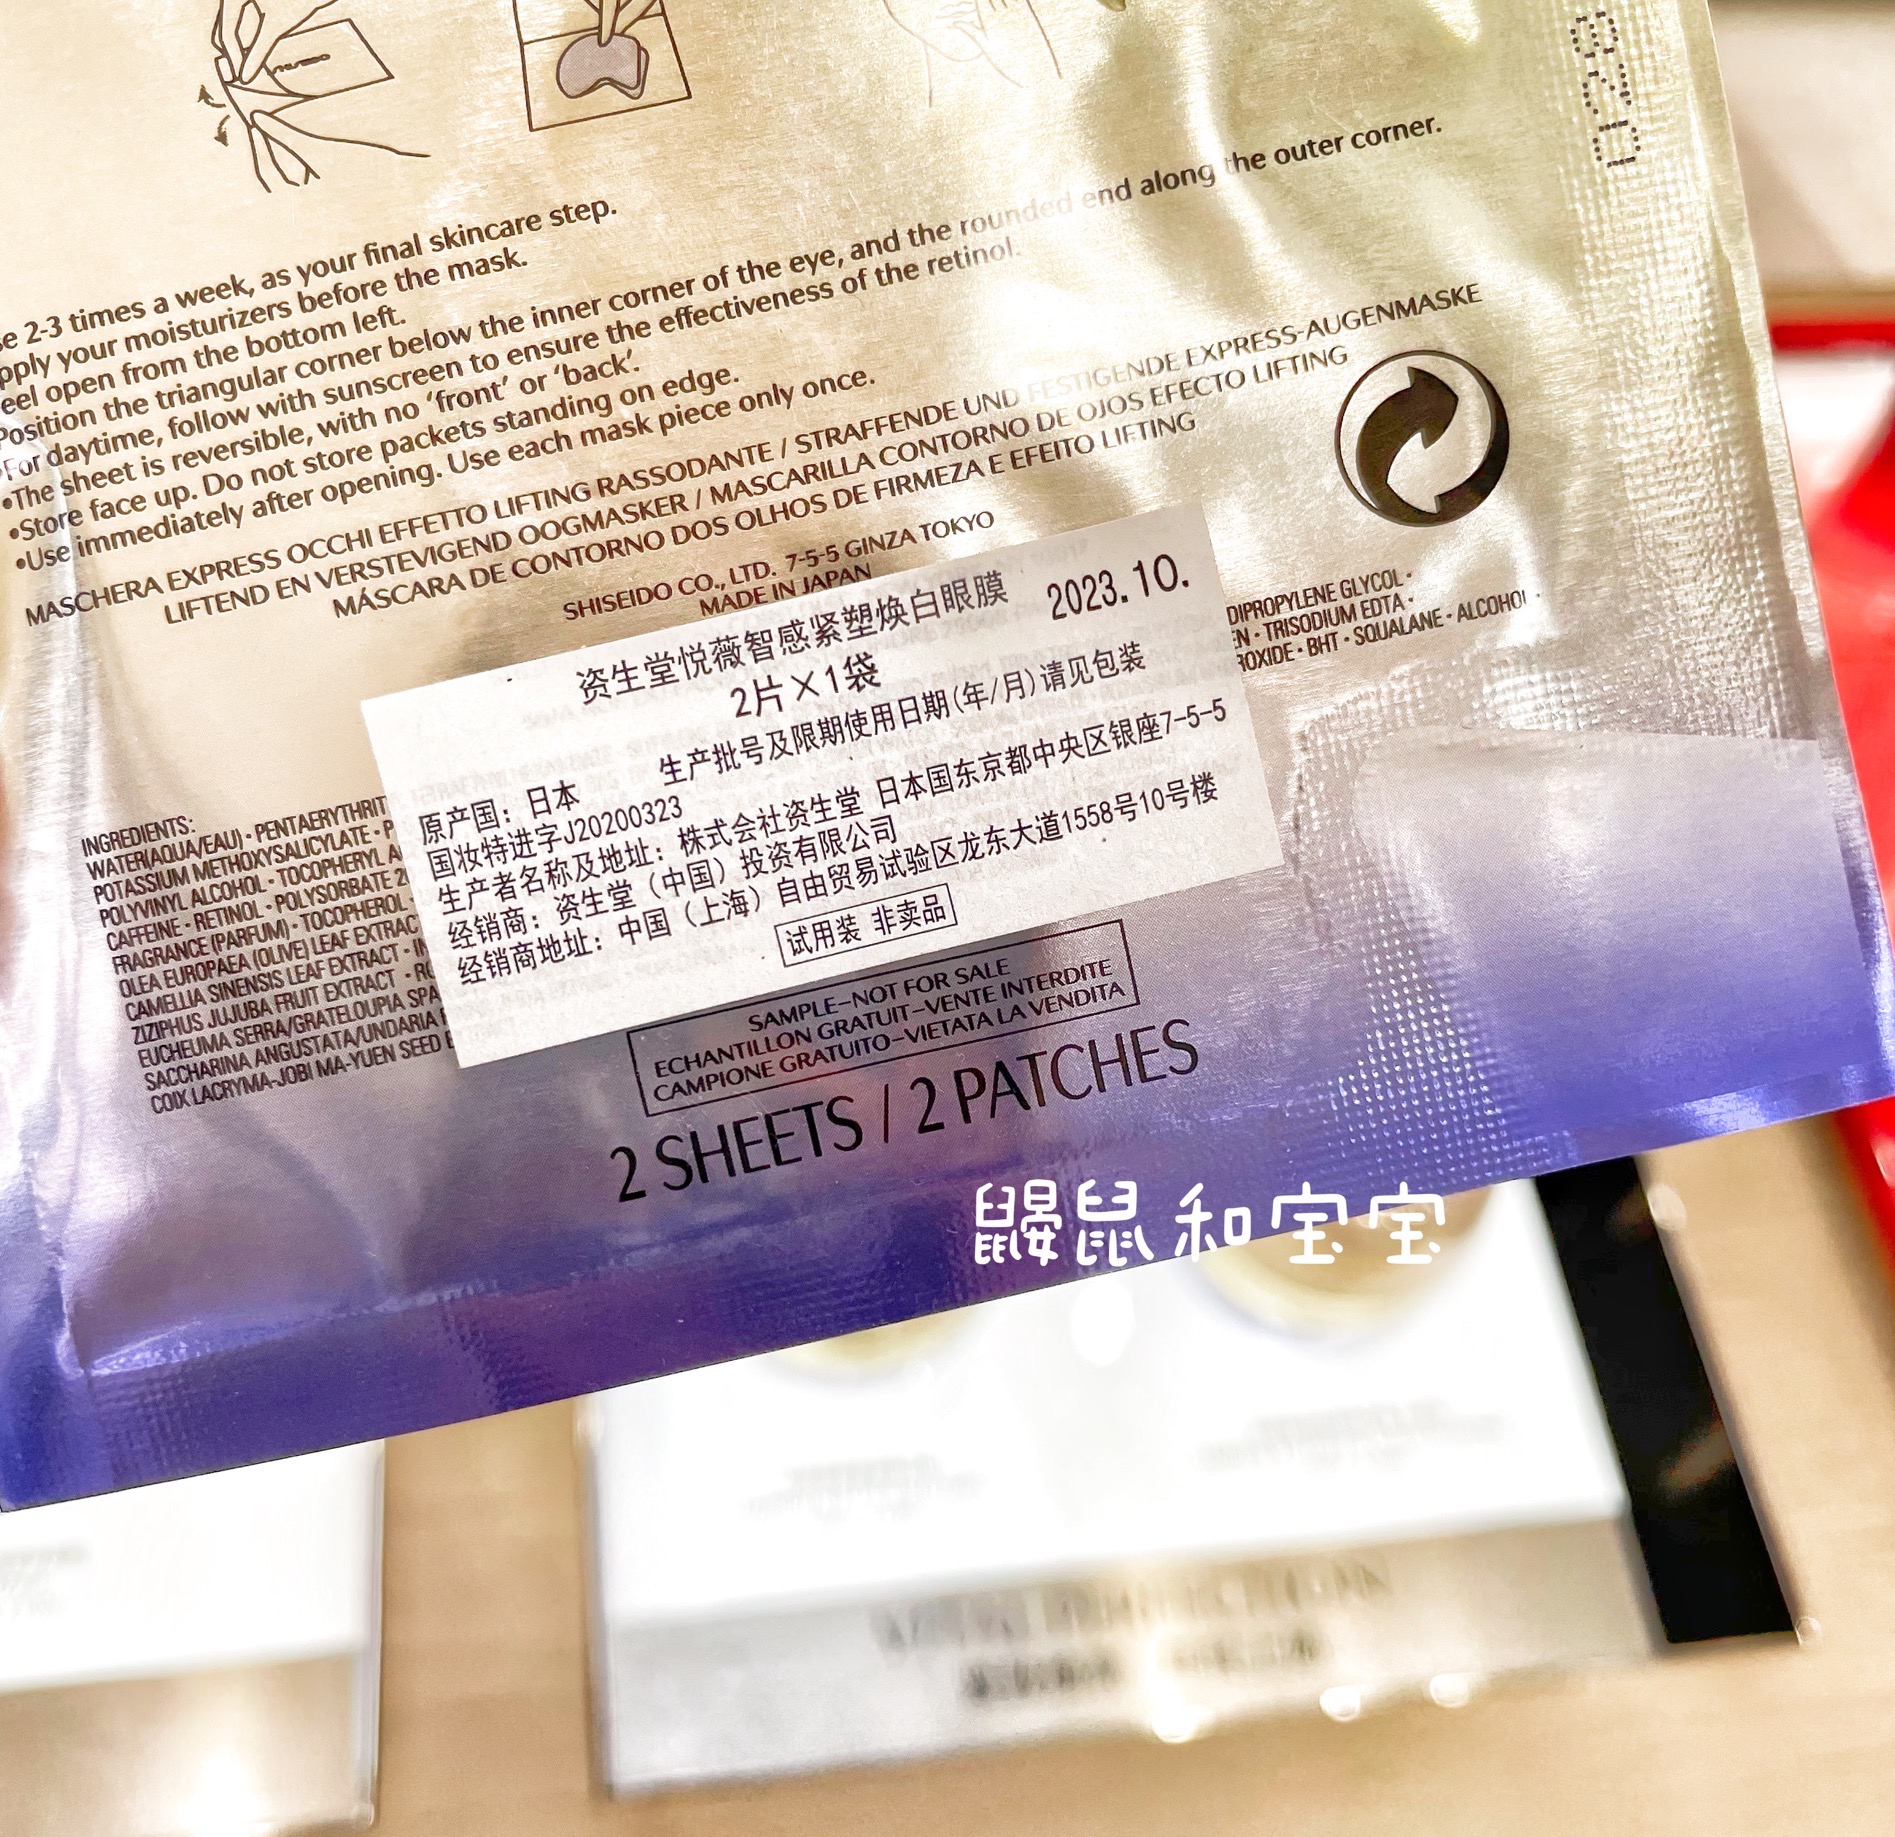 e 2-3 times a week, as your final skincare step.
pply your moisturizers before the mask.
eel open from the bottom left.
Position the triangular corner below the inner corner of the eye, and the rounded end along the outer corner.
•For daytime, follow with sunscreen to ensure the effectiveness of the retinol.
•The sheet is reversible, with no ‘front’ or ‘back’.
•Store face up. Do not store packets standing on edge.
•Use immediately after opening. Use each mask piece only once.
MASCHERA EXPRESS OCCHI EFFETTO LIFTING RASSODANTE / STRAFFENDE UND FESTIGENDE EXPRESS-AUGENMASKE
LIFTEND EN VERSTEVIGEND OOGMASKER / MASCARILLA CONTORNO DE OJOS EFECTO LIFTING
MÁSCARA DE CONTORNO DOS OLHOS DE FIRMEZA E EFEITO LIFTING
SHISEIDO CO., LTD. 7-5-5 GINZA TOKYO
MADE IN JAPAN
资生堂悦薇智感紧塑焕白眼膜 2023.10.
2片×1袋
生产批号及限期使用日期(年/月)请见包装
原产国：日本
国妆特进字J20200323
生产者名称及地址：株式会社资生堂 日本国东京都中央区银座7-5-5
经销商：资生堂（中国）投资有限公司
经销商地址：中国（上海）自由贸易试验区龙东大道1558号10号楼
试用装 非卖品
INGREDIENTS:
WATER(AQUA/EAU)・PENTAERYTHRIT
POTASSIUM METHOXYSALICYLATE・P
POLYVINYL ALCOHOL・TOCOPHERYL A
CAFFEINE・RETINOL・POLYSORBATE 2
FRAGRANCE (PARFUM)・TOCOPHEROL・
OLEA EUROPAEA (OLIVE) LEAF EXTRAC
CAMELLIA SINENSIS LEAF EXTRACT・
ZIZIPHUS JUJUBA FRUIT EXTRACT・
EUCHEUMA SERRA/GRATELOUPIA SPA
SACCHARINA ANGUSTATA/UNDARIA
COIX LACRYMA-JOBI MA-YUEN SEED
DIPROPYLENE GLYCOL・
EN・TRISODIUM EDTA・
ROXIDE・BHT・SQUALANE・ALCOHOL・
SAMPLE–NOT FOR SALE
ECHANTILLON GRATUIT–VENTE INTERDITE
CAMPIONE GRATUITO–VIETATA LA VENDITA
2 SHEETS / 2 PATCHES
鼹鼠和宝宝